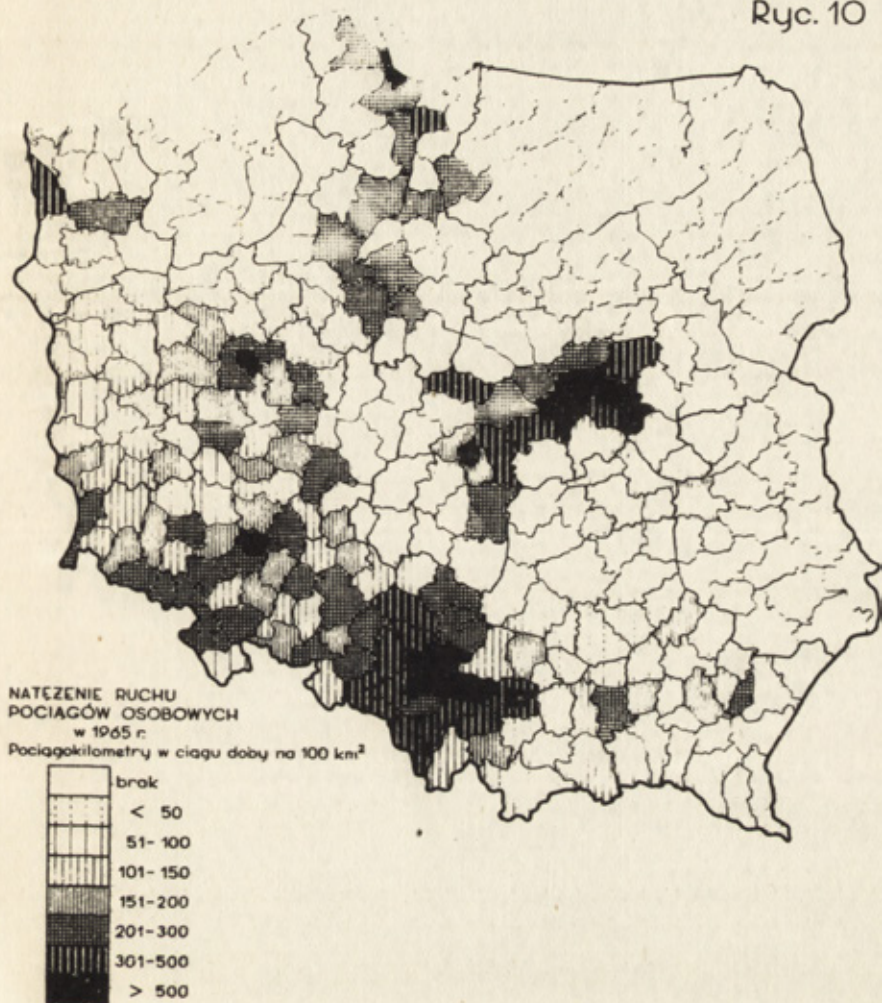 Ryc. 10
NATĘŻENIE RUCHU
POCIĄGÓW OSOBOWYCH
w 1965 r.
Pociągokilometry w ciągu doby na 100 km²
brak
< 50
51-100
101-150
151-200
201-300
301-500
> 500